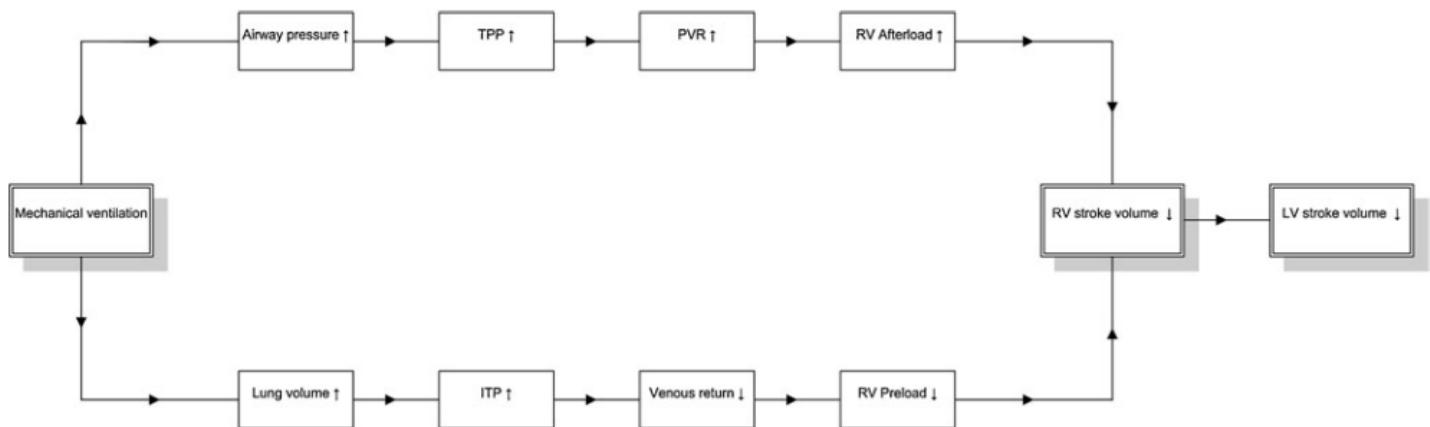 Airway pressure ↑
TPP ↑
PVR ↑
RV Afterload ↑
Mechanical ventilation
RV stroke volume ↓
LV stroke volume ↓
Lung volume ↑
ITP ↑
Venous return ↓
RV Preload ↓